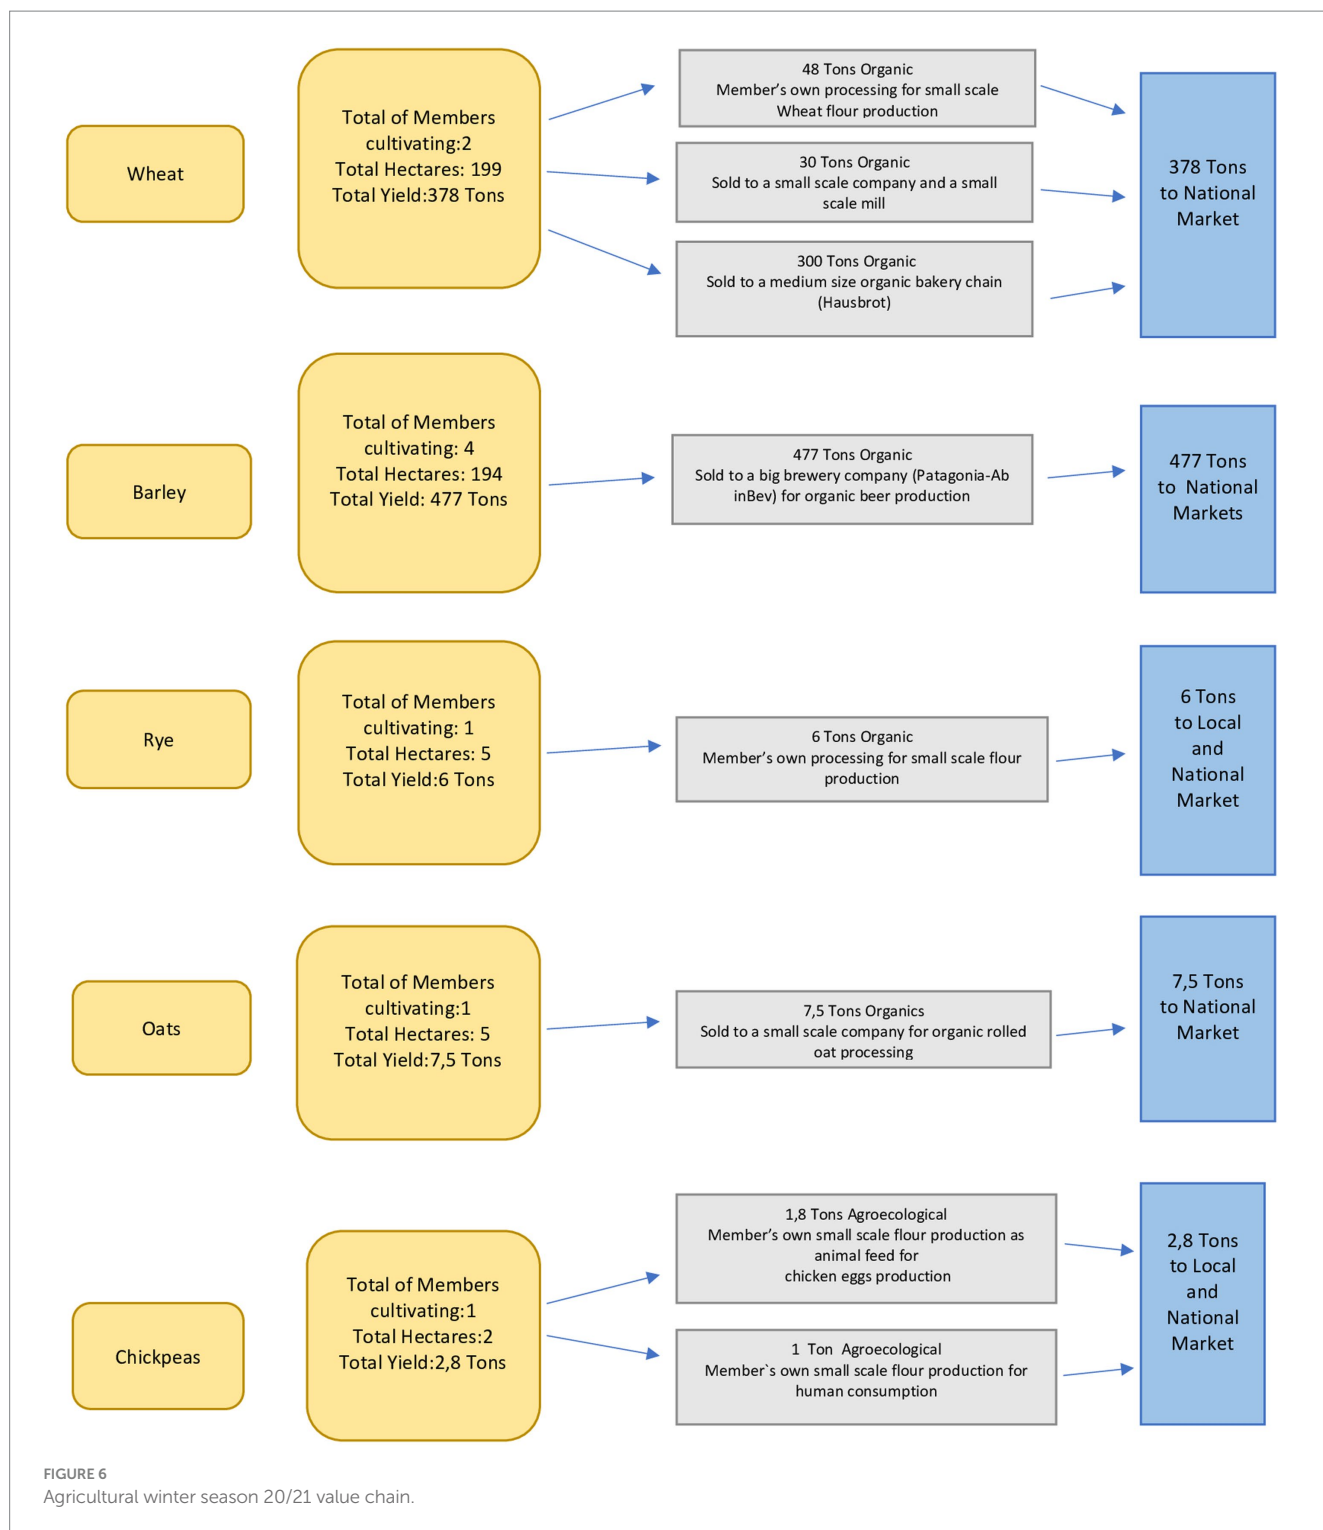 Wheat
Total of Members
cultivating:2
Total Hectares: 199
Total Yield:378 Tons
48 Tons Organic
Member’s own processing for small scale
Wheat flour production
30 Tons Organic
Sold to a small scale company and a small
scale mill
300 Tons Organic
Sold to a medium size organic bakery chain
(Hausbrot)
378 Tons
to National
Market
Barley
Total of Members
cultivating: 4
Total Hectares: 194
Total Yield: 477 Tons
477 Tons Organic
Sold to a big brewery company (Patagonia-Ab
inBev) for organic beer production
477 Tons
to National
Markets
Rye
Total of Members
cultivating: 1
Total Hectares: 5
Total Yield:6 Tons
6 Tons Organic
Member’s own processing for small scale flour
production
6 Tons
to Local
and
National
Market
Oats
Total of Members
cultivating:1
Total Hectares: 5
Total Yield:7,5 Tons
7,5 Tons Organics
Sold to a small scale company for organic rolled
oat processing
7,5 Tons
to National
Market
Chickpeas
Total of Members
cultivating:1
Total Hectares:2
Total Yield:2,8 Tons
1,8 Tons Agroecological
Member’s own small scale flour production as
animal feed for
chicken eggs production
1 Ton Agroecological
Member`s own small scale flour production for
human consumption
2,8 Tons
to Local
and
National
Market
FIGURE 6
Agricultural winter season 20/21 value chain.